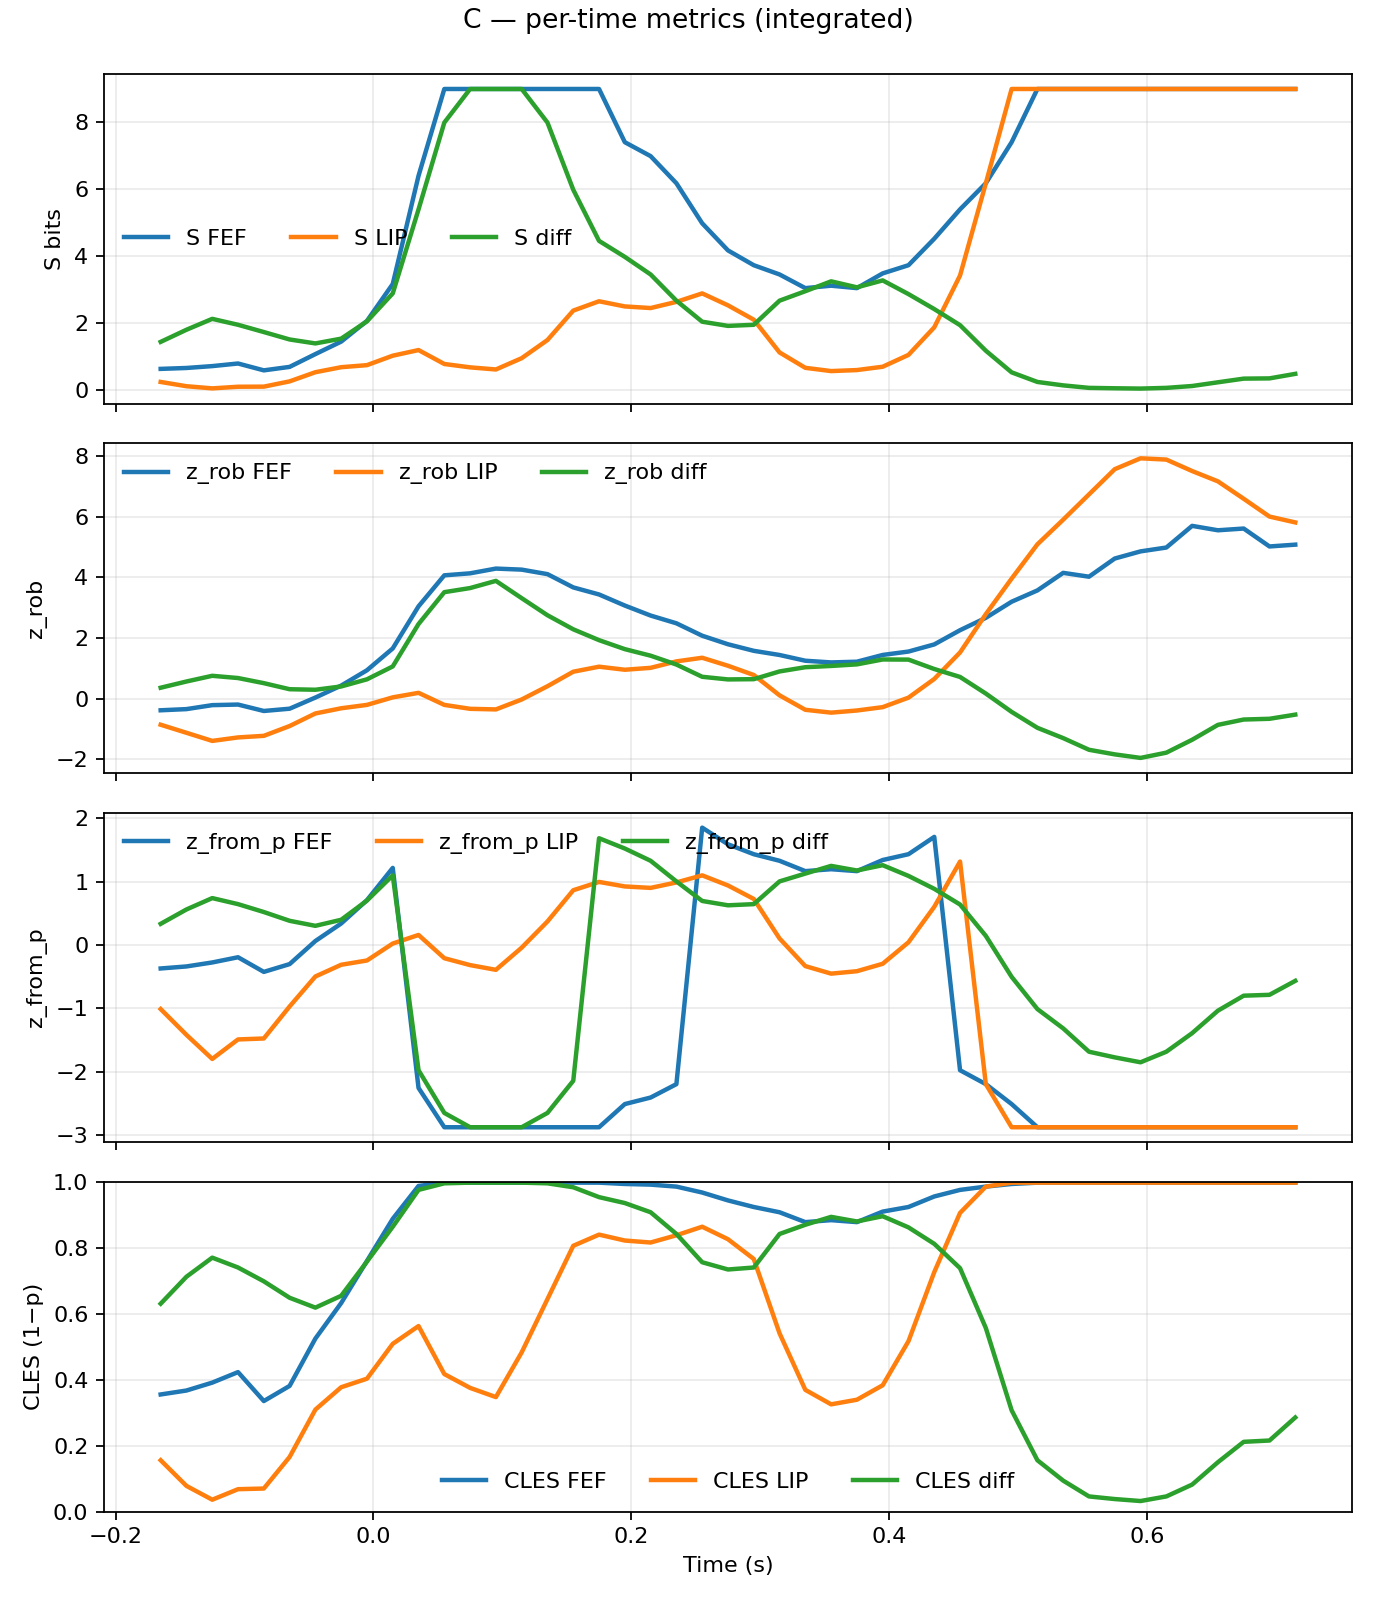 C — per-time metrics (integrated)
8
6
4
2
0
S bits
S FEF S LIP S diff
8
6
4
2
0
−2
z_rob
z_rob FEF z_rob LIP z_rob diff
2
1
0
−1
−2
−3
z_from_p
z_from_p FEF z_from_p LIP z_from_p diff
1.0
0.8
0.6
0.4
0.2
0.0
CLES (1−p)
CLES FEF CLES LIP CLES diff
−0.2 0.0 0.2 0.4 0.6
Time (s)